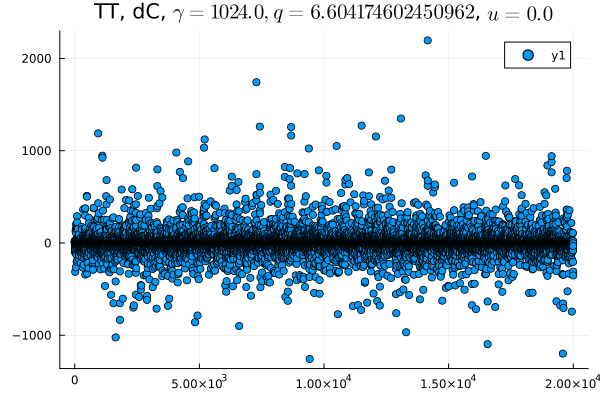 TT, dC, γ = 1024.0, q = 6.604174602450962, u = 0.0
y1
2000
1000
0
−1000
0 5.00×10³ 1.00×10⁴ 1.50×10⁴ 2.00×10⁴